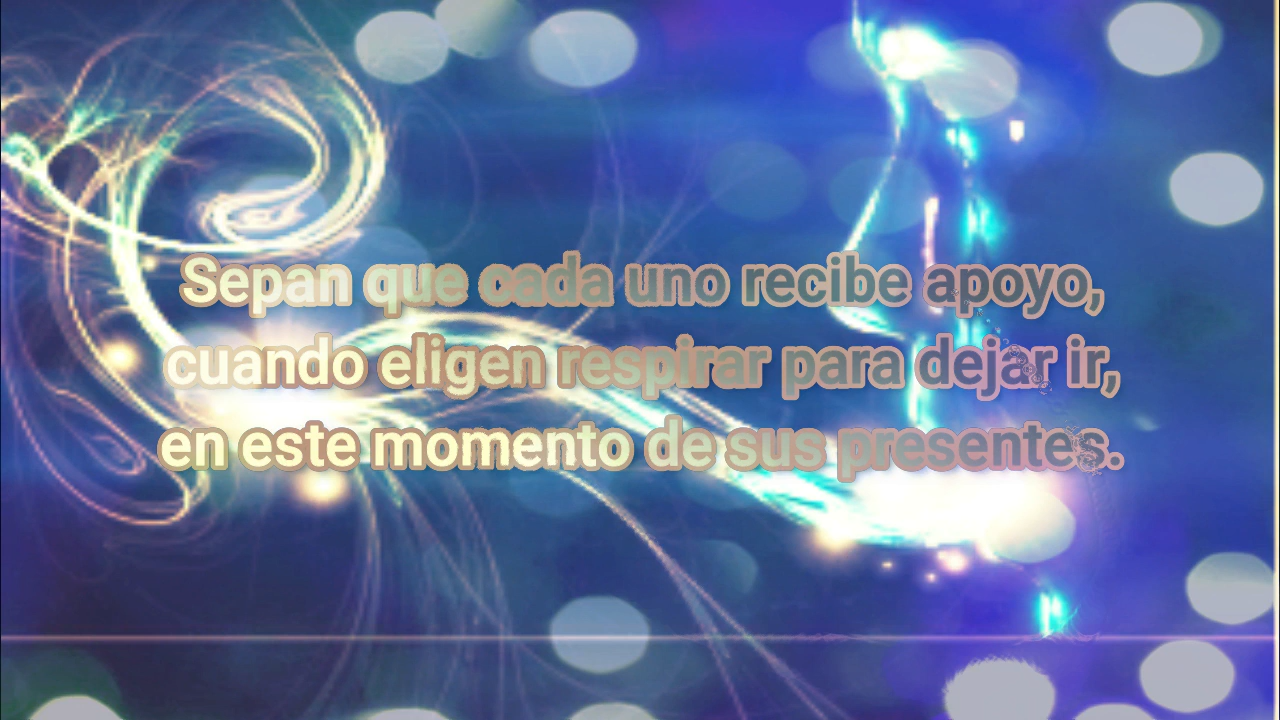 Sepan que cada uno recibe apoyo,
cuando eligen respirar para dejar ir,
en este momento de sus presentes.